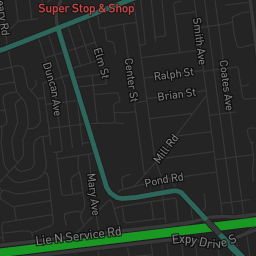 Super Stop & Shop
Smith Ave
Elm St
Center St
Ralph St
Coates Ave
Duncan Ave
Brian St
Mill Rd
Pond Rd
Mary Ave
Lie N Service Rd
Expy Drive S